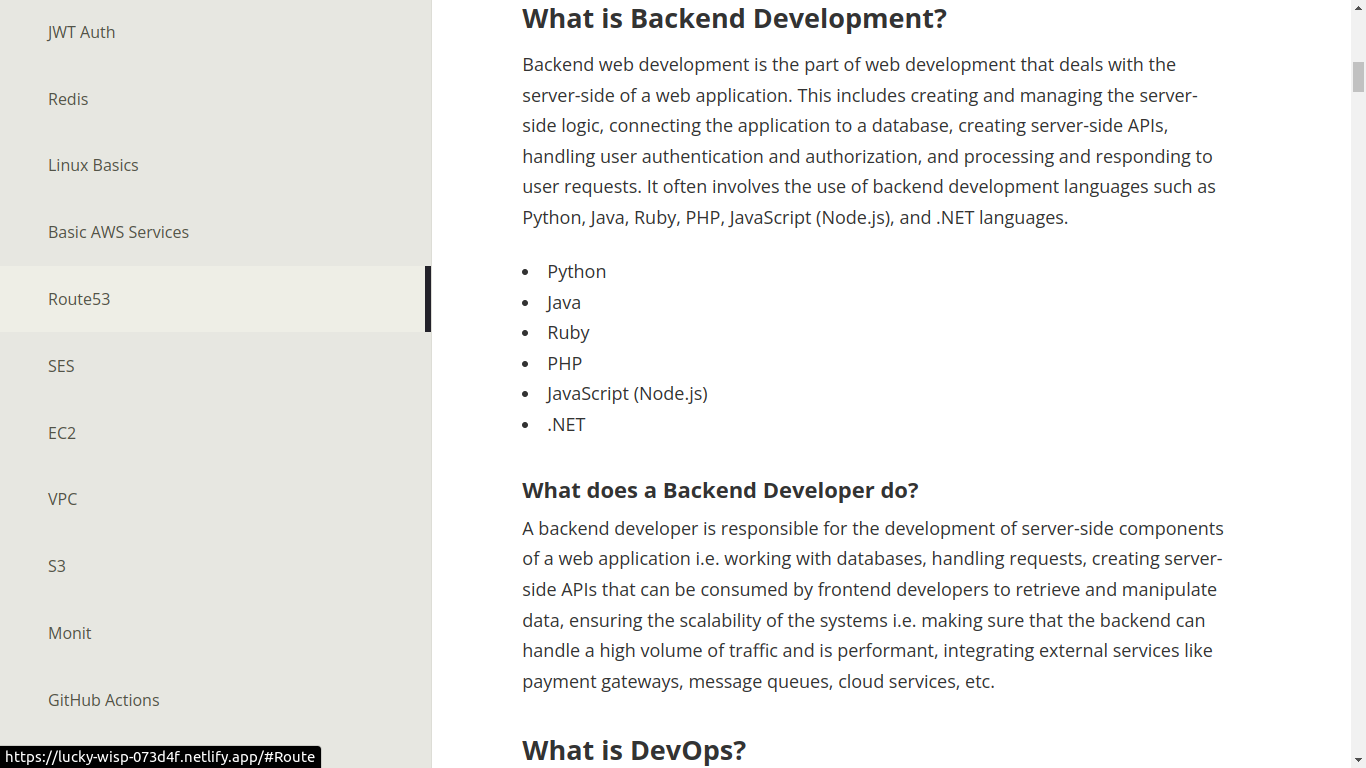 JWT Auth
Redis
Linux Basics
Basic AWS Services
Route53
SES
EC2
VPC
S3
Monit
GitHub Actions
https://lucky-wisp-073d4f.netlify.app/#Route
What is Backend Development?
Backend web development is the part of web development that deals with the
server-side of a web application. This includes creating and managing the server-
side logic, connecting the application to a database, creating server-side APIs,
handling user authentication and authorization, and processing and responding to
user requests. It often involves the use of backend development languages such as
Python, Java, Ruby, PHP, JavaScript (Node.js), and .NET languages.
• Python
• Java
• Ruby
• PHP
• JavaScript (Node.js)
• .NET
What does a Backend Developer do?
A backend developer is responsible for the development of server-side components
of a web application i.e. working with databases, handling requests, creating server-
side APIs that can be consumed by frontend developers to retrieve and manipulate
data, ensuring the scalability of the systems i.e. making sure that the backend can
handle a high volume of traffic and is performant, integrating external services like
payment gateways, message queues, cloud services, etc.
What is DevOps?